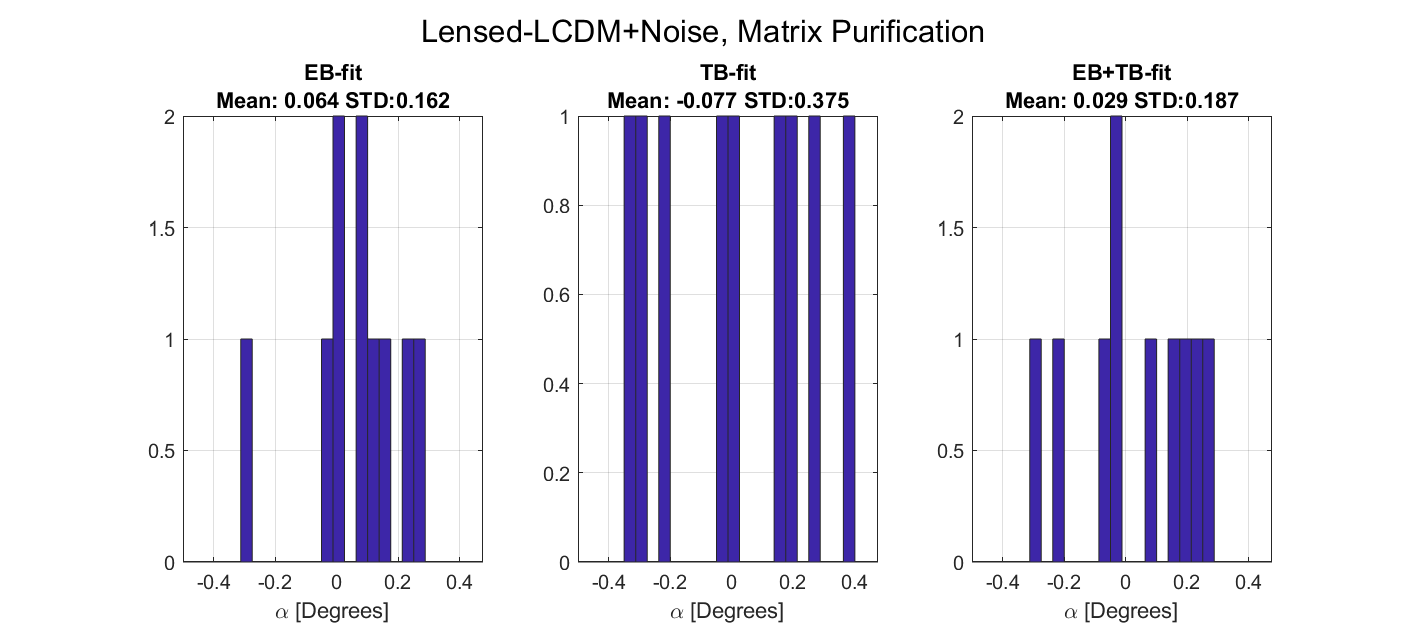 Lensed-LCDM+Noise, Matrix Purification
EB-fit
Mean: 0.064 STD:0.162
2
1.5
1
0.5
0
-0.4 -0.2 0 0.2 0.4
α [Degrees]
TB-fit
Mean: -0.077 STD:0.375
1
0.8
0.6
0.4
0.2
0
-0.4 -0.2 0 0.2 0.4
α [Degrees]
EB+TB-fit
Mean: 0.029 STD:0.187
2
1.5
1
0.5
0
-0.4 -0.2 0 0.2 0.4
α [Degrees]